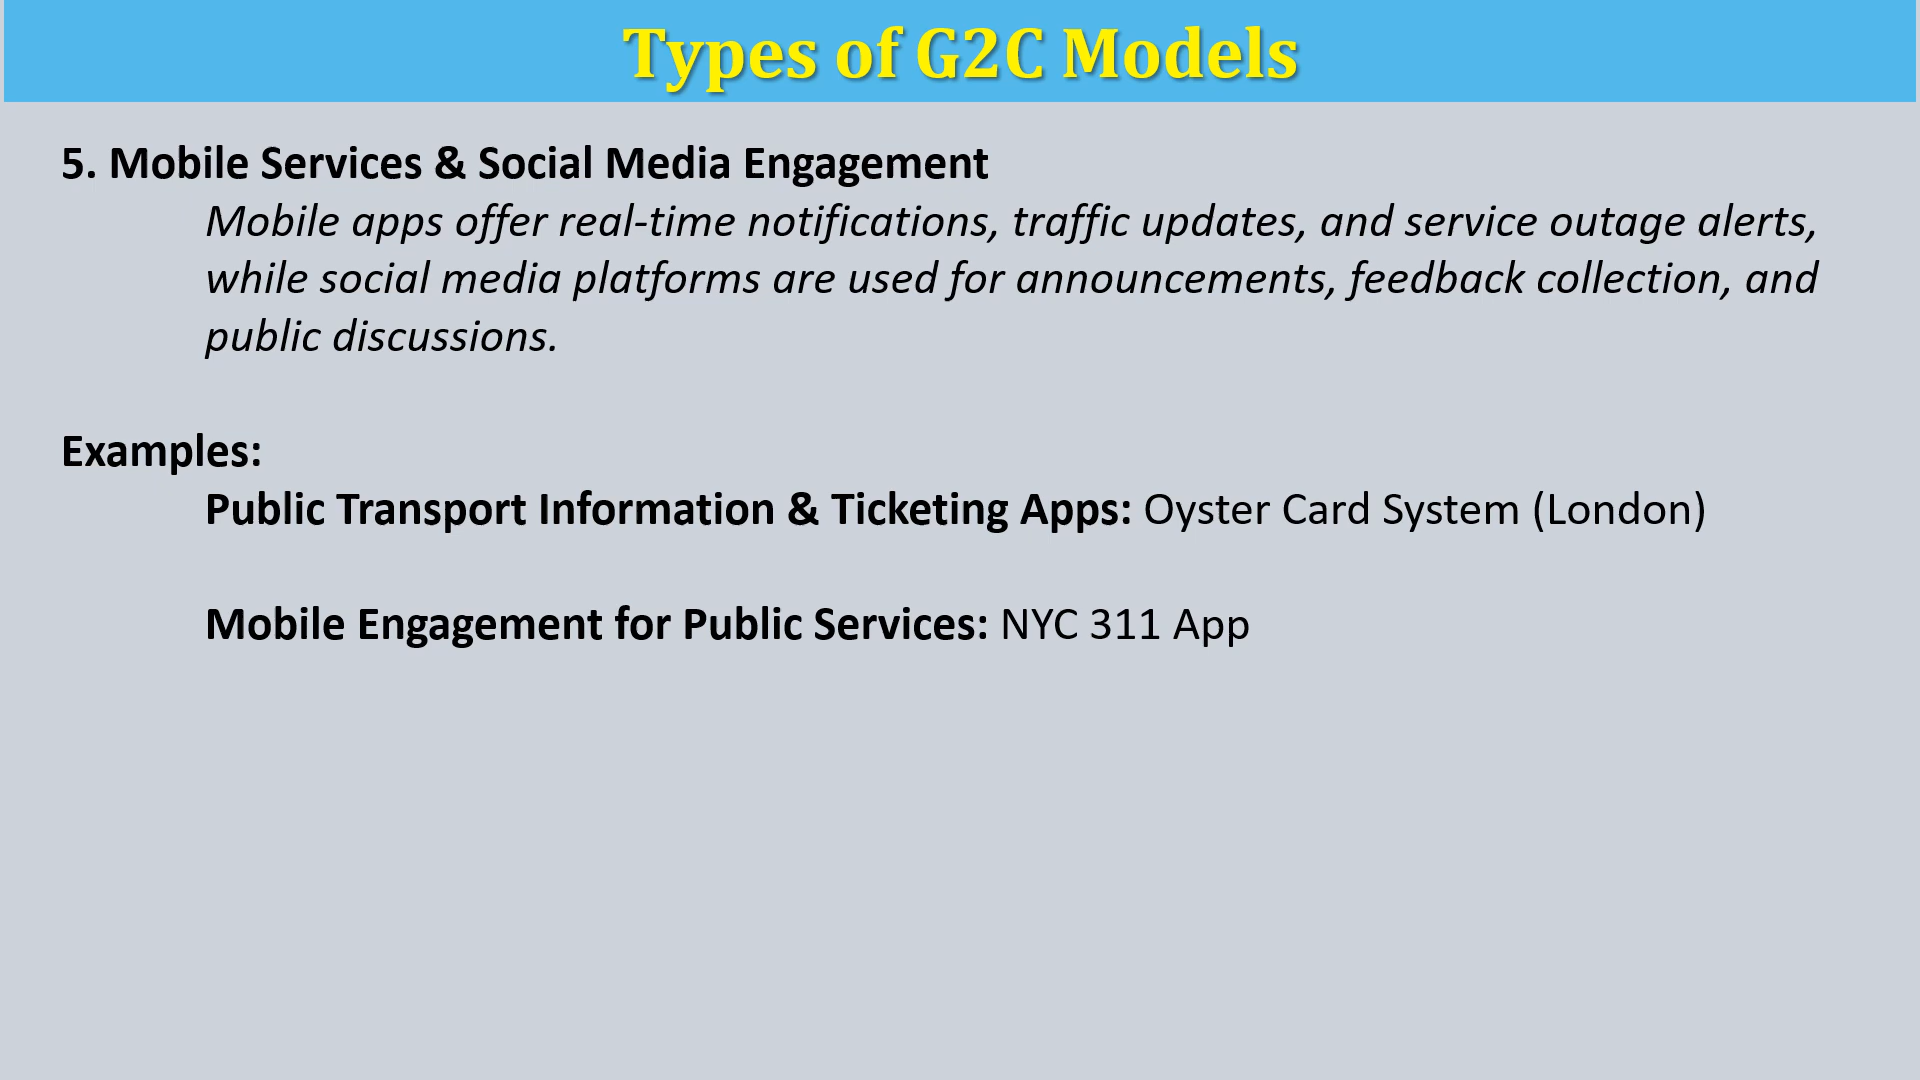 Types of G2C Models
5. Mobile Services & Social Media Engagement
Mobile apps offer real-time notifications, traffic updates, and service outage alerts,
while social media platforms are used for announcements, feedback collection, and
public discussions.
Examples:
Public Transport Information & Ticketing Apps: Oyster Card System (London)
Mobile Engagement for Public Services: NYC 311 App